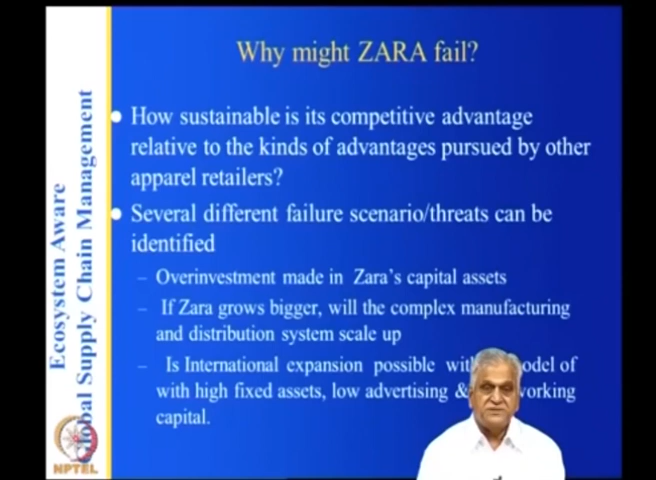 Why might ZARA fail?
How sustainable is its competitive advantage
relative to the kinds of advantages pursued by other
apparel retailers?
Several different failure scenario/threats can be
identified
– Overinvestment made in Zara's capital assets
– If Zara grows bigger, will the complex manufacturing
and distribution system scale up
– Is International expansion possible of
with high fixed assets, low advertising &
capital.
Ecosystem Aware
Global Supply Chain Management
NPTEL